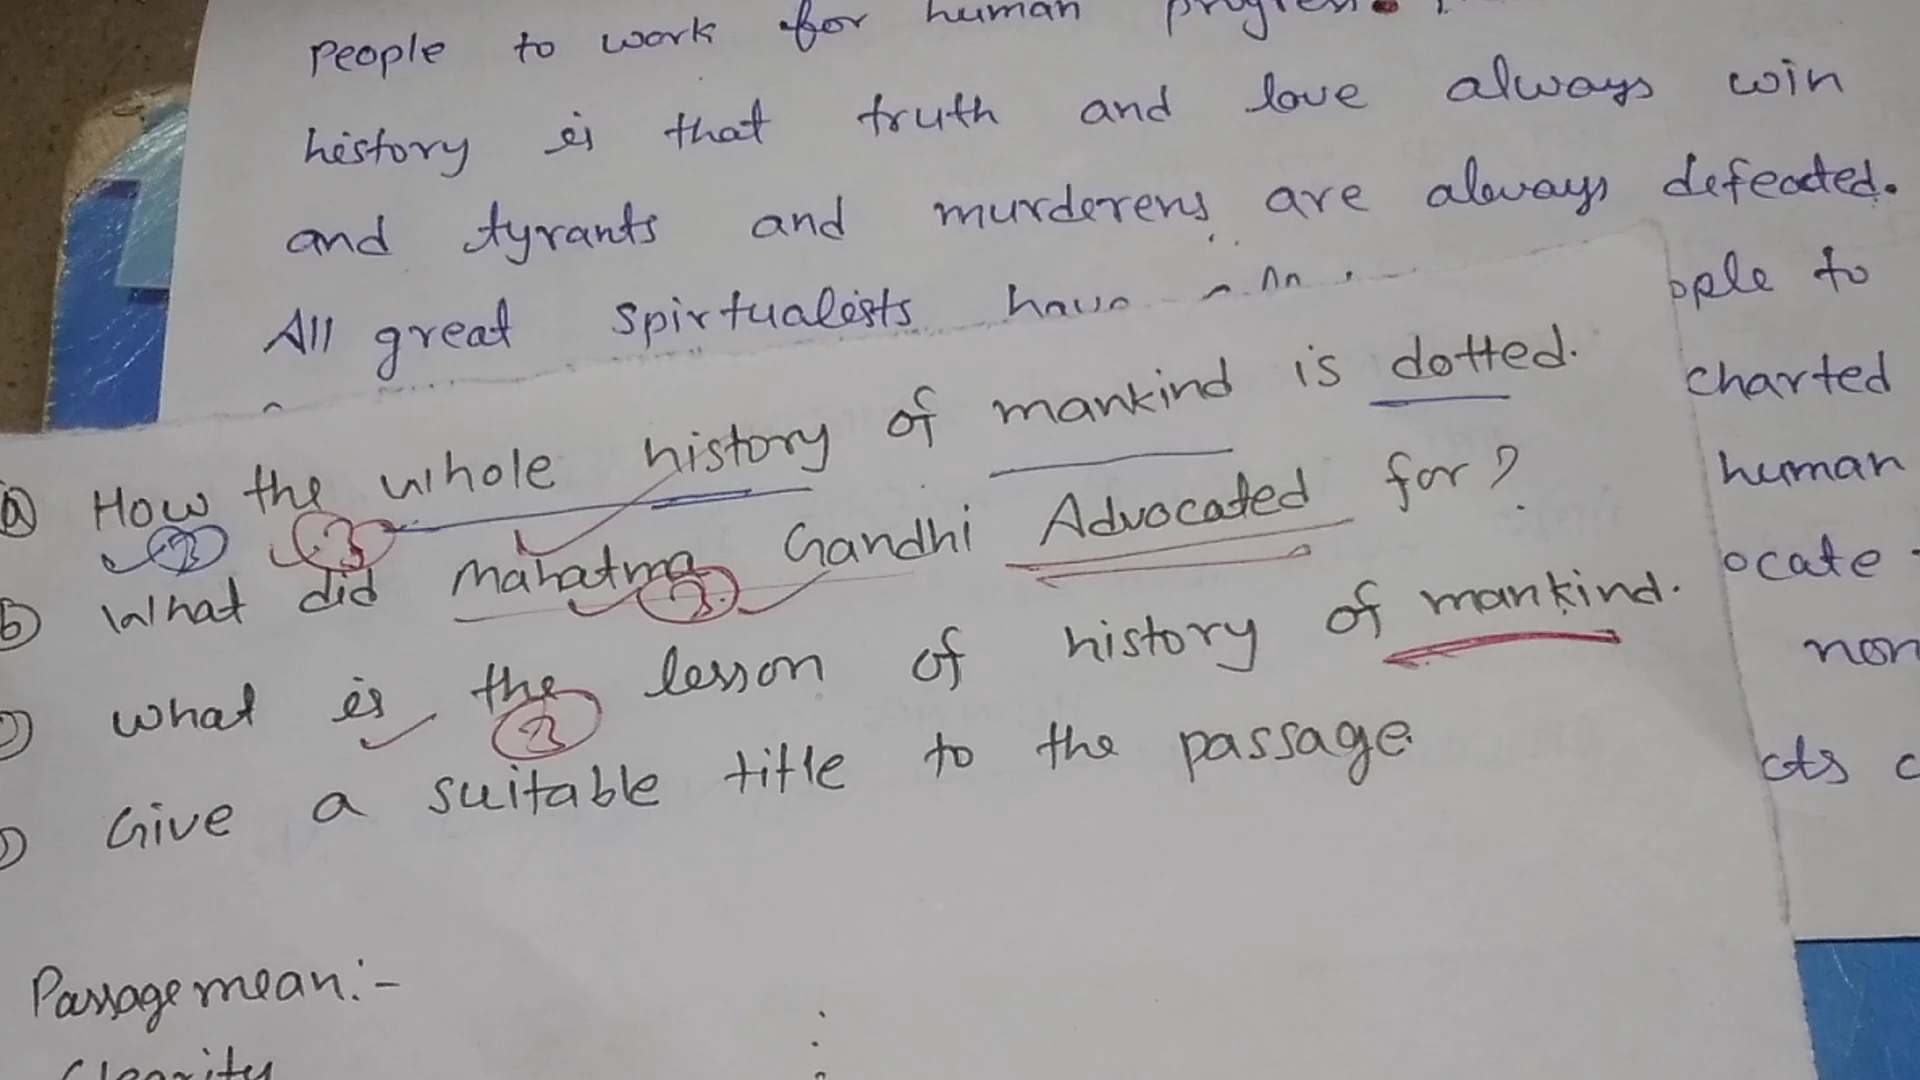 People to work for human
history is that truth and love always win
and tyrants and murderers are always defeated.
All great spirtualists have
ople to
charted
human
ocate
non
cts c
a) How the whole history of mankind is dotted.
b) What did Mahatma Gandhi Advocated for?
what is the lesson of history of mankind.
Give a suitable title to the passage.
Passage mean:-
Clearity